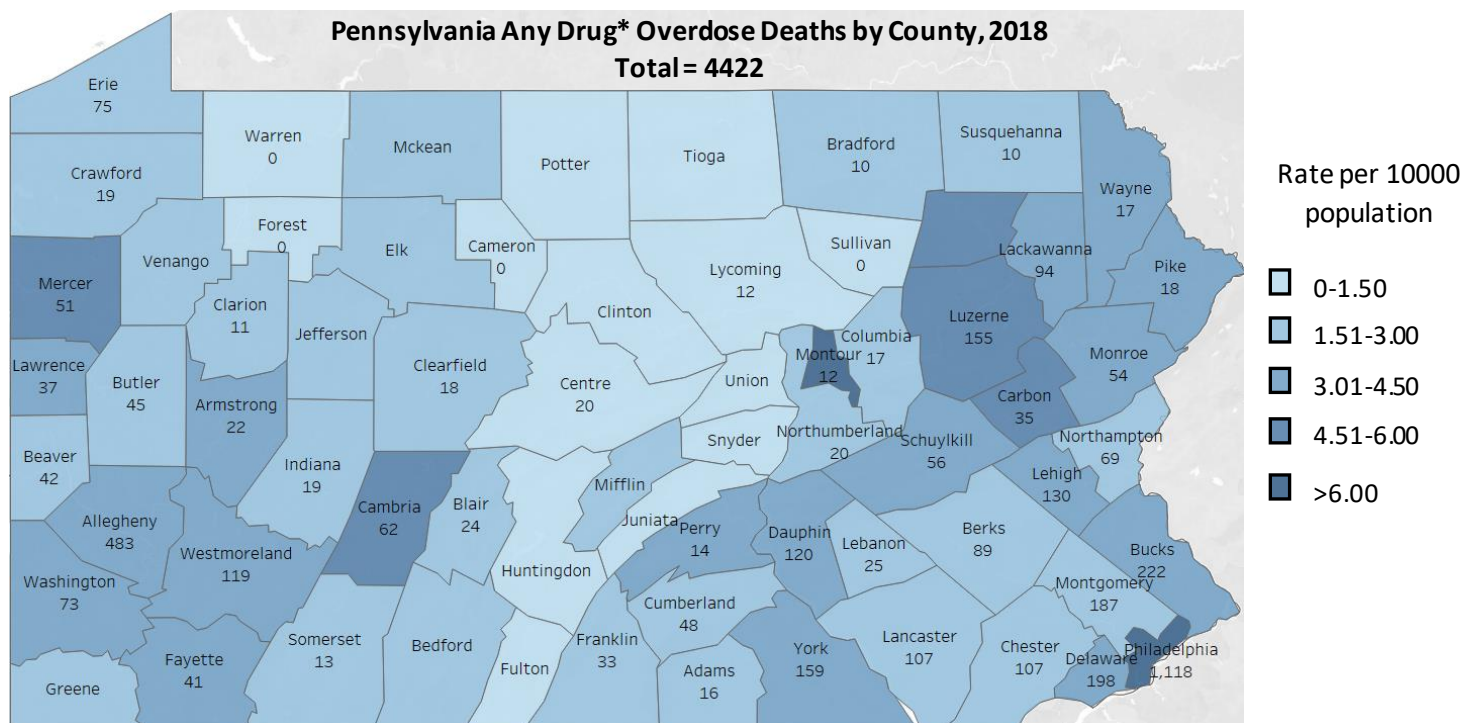 Pennsylvania Any Drug* Overdose Deaths by County, 2018
Total = 4422
Erie
75
Warren
0
Mckean
Potter
Tioga
Bradford
10
Susquehanna
10
Crawford
19
Wayne
17
Forest
0
Elk
Cameron
0
Sullivan
0
Lackawanna
94
Venango
Lycoming
12
Pike
18
Mercer
51
Clarion
11
Clinton
Luzerne
155
Jefferson
Columbia
17
Montour
12
Monroe
54
Lawrence
37
Butler
45
Clearfield
18
Centre
20
Union
Carbon
35
Armstrong
22
Snyder
Northumberland
20
Schuylkill
56
Northampton
69
Beaver
42
Indiana
19
Mifflin
Lehigh
130
Cambria
62
Blair
24
Juniata
Allegheny
483
Perry
14
Dauphin
120
Lebanon
25
Berks
89
Bucks
222
Westmoreland
119
Huntingdon
Washington
73
Montgomery
187
Cumberland
48
Somerset
13
Bedford
Franklin
33
Lancaster
107
Chester
107
Philadelphia
1,118
Fayette
41
Fulton
York
159
Delaware
198
Adams
16
Greene
Rate per 10000
population
0-1.50
1.51-3.00
3.01-4.50
4.51-6.00
>6.00